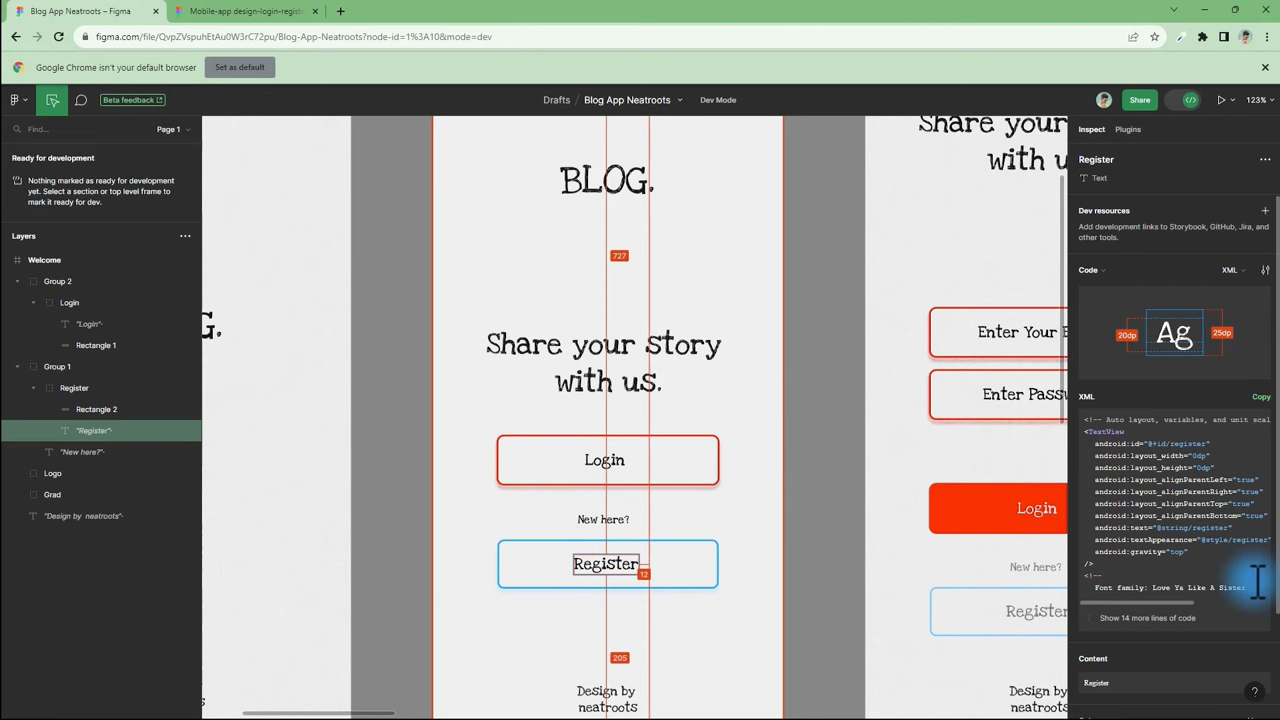 Blog App Neatroots – Figma
Mobile-app design-login-registe
figma.com/file/QvpZVspuhEtAu0W3rC72pu/Blog-App-Neatroots?node-id=1%3A10&mode=dev
Google Chrome isn't your default browser
Set as default
Beta feedback
Drafts / Blog App Neatroots
Dev Mode
Share
123%
Find...
Page 1
Ready for development
Nothing marked as ready for development
yet. Select a section or top level frame to
mark it ready for dev.
Layers
Welcome
Group 2
Login
"Login"
Rectangle 1
Group 1
Register
Rectangle 2
"Register"
"New here?"
Logo
Grad
"Design by neatroots"
G.
BLOG.
727
Share your story
with us.
Login
New here?
Register
12
205
Design by
neatroots
Share your
with u
Enter Your E
Enter Passw
Login
New here?
Register
Design by
neatroots
Inspect
Plugins
Register
Text
Dev resources
Add development links to Storybook, GitHub, Jira, and
other tools.
Code
XML
20dp
Ag
25dp
XML
Copy
<!-- Auto layout, variables, and unit scal
<TextView
android:id="@+id/register"
android:layout_width="0dp"
android:layout_height="0dp"
android:layout_alignParentLeft="true"
android:layout_alignParentRight="true"
android:layout_alignParentTop="true"
android:layout_alignParentBottom="true"
android:text="@string/register"
android:textAppearance="@style/register"
android:gravity="top"
/>
<!--
Font family: Love Ya Like A Sister
Show 14 more lines of code
Content
Register
?